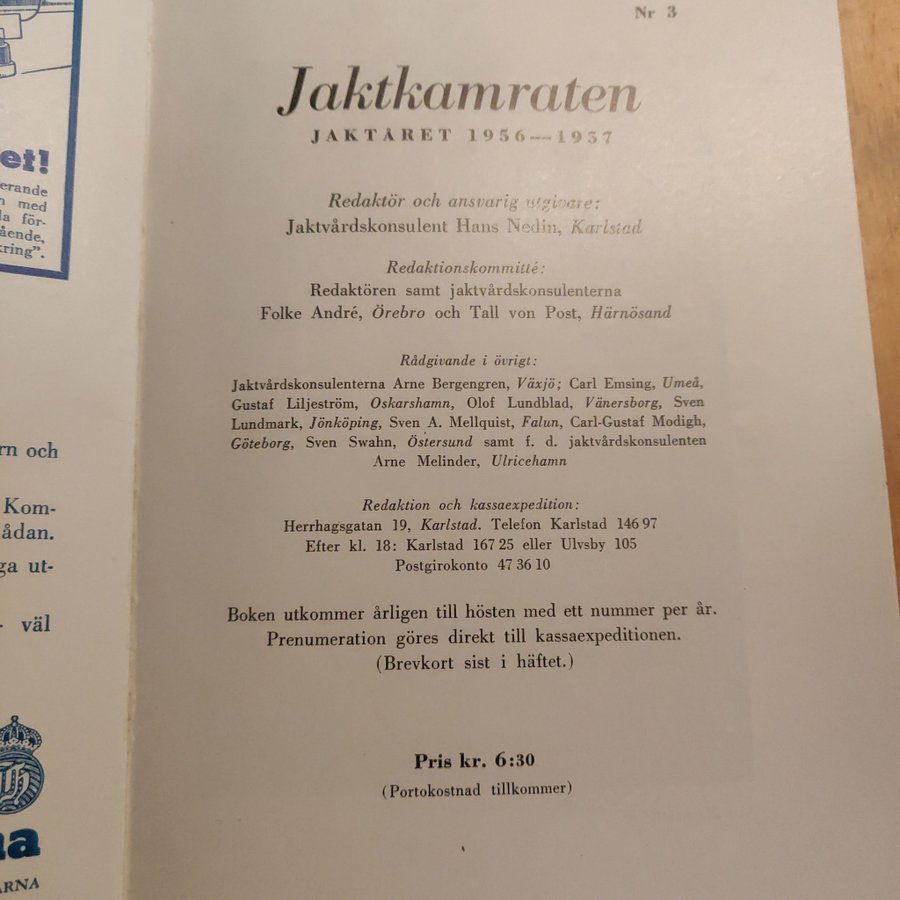 et!
erande
n med
la för-
ående,
kring".
rn och
Kom-
ådan.
ga ut-
- väl
na
ARNA
Nr 3
Jaktkamraten
JAKTÅRET 1956—1957
Redaktör och ansvarig utgivare:
Jaktvårdskonsulent Hans Nedin, Karlstad
Redaktionskommitté:
Redaktören samt jaktvårdskonsulenterna
Folke André, Örebro och Tall von Post, Härnösand
Rådgivande i övrigt:
Jaktvårdskonsulenterna Arne Bergengren, Växjö; Carl Emsing, Umeå,
Gustaf Liljeström, Oskarshamn, Olof Lundblad, Vänersborg, Sven
Lundmark, Jönköping, Sven A. Mellquist, Falun, Carl-Gustaf Modigh,
Göteborg, Sven Swahn, Östersund samt f. d. jaktvårdskonsulenten
Arne Melinder, Ulricehamn
Redaktion och kassaexpedition:
Herrhagsgatan 19, Karlstad. Telefon Karlstad 146 97
Efter kl. 18: Karlstad 167 25 eller Ulvsby 105
Postgirokonto 47 36 10
Boken utkommer årligen till hösten med ett nummer per år.
Prenumeration göres direkt till kassaexpeditionen.
(Brevkort sist i häftet.)
Pris kr. 6:30
(Portokostnad tillkommer)